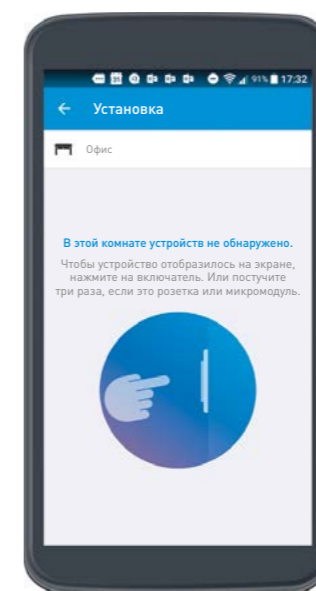 91% 17:32
Установка
Офис
В этой комнате устройств не обнаружено.
Чтобы устройство отобразилось на экране,
нажмите на включатель. Или постучите
три раза, если это розетка или микромодуль.